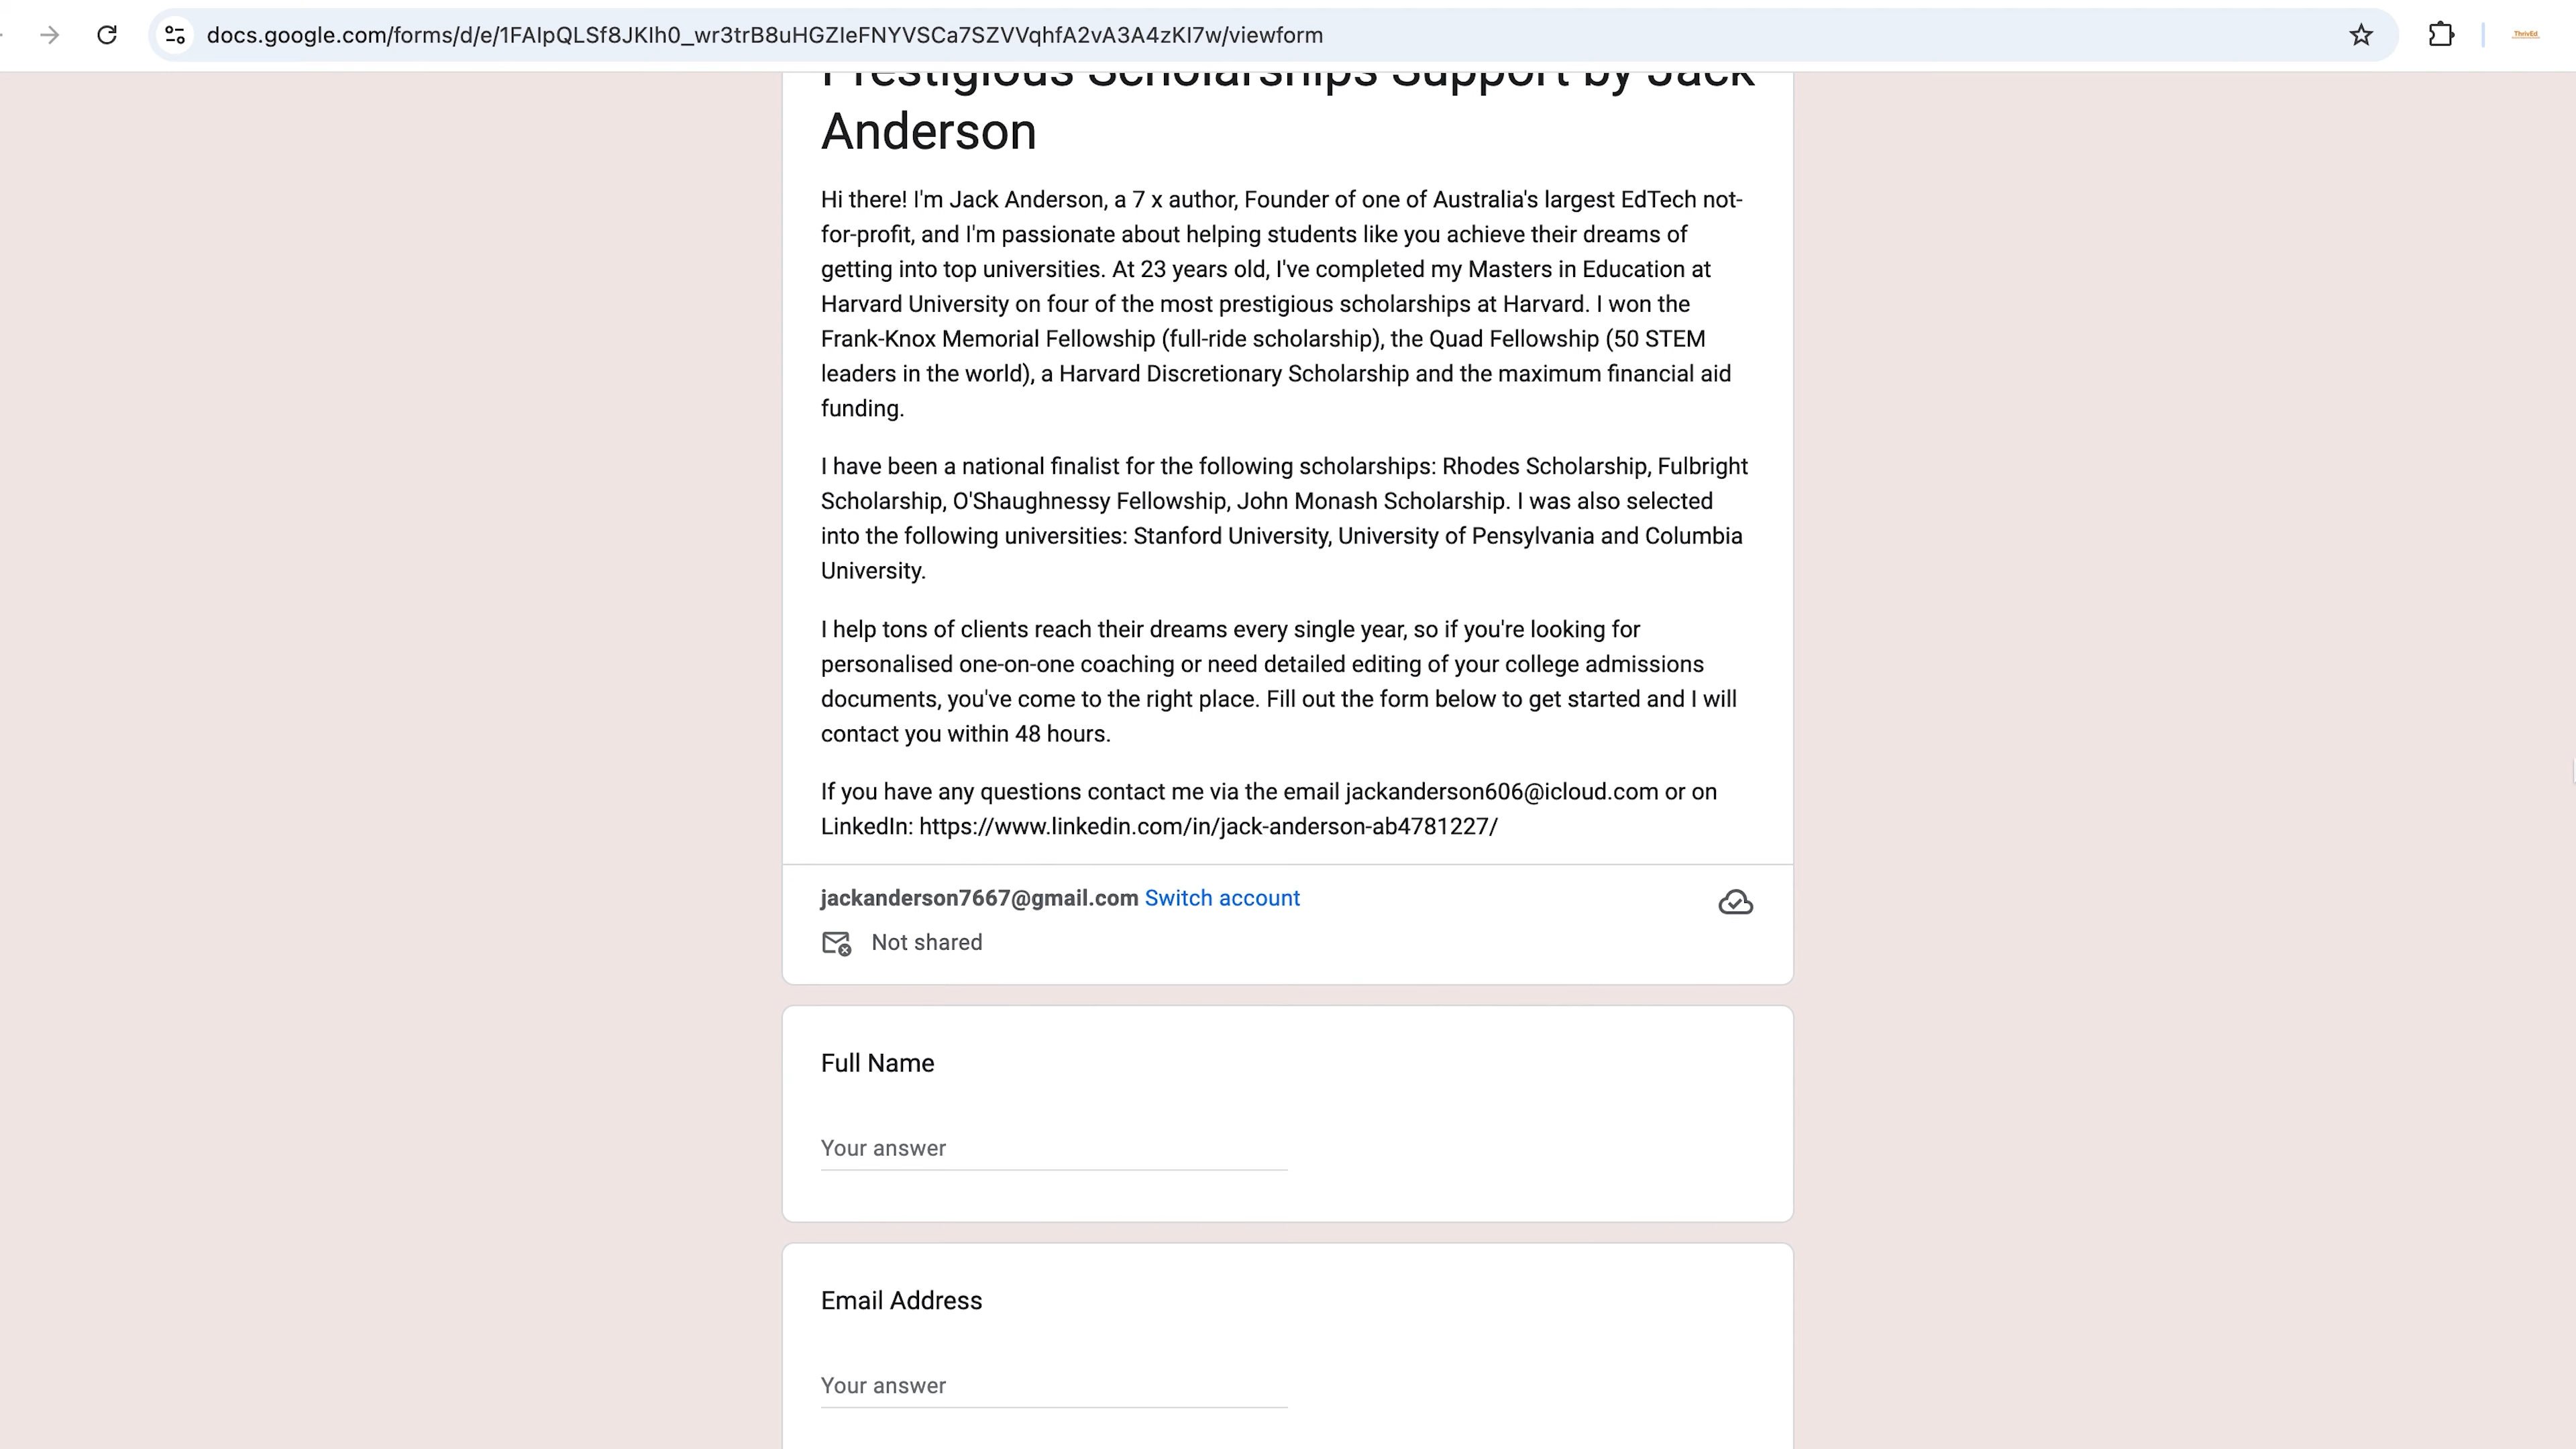 docs.google.com/forms/d/e/1FAIpQLSf8JKIh0_wr3trB8uHGZIeFNYVSCa7SZVVqhfA2vA3A4zKI7w/viewform
ThrivEd
Prestigious Scholarships Support by Jack
Anderson
Hi there! I'm Jack Anderson, a 7 x author, Founder of one of Australia's largest EdTech not-
for-profit, and I'm passionate about helping students like you achieve their dreams of
getting into top universities. At 23 years old, I've completed my Masters in Education at
Harvard University on four of the most prestigious scholarships at Harvard. I won the
Frank-Knox Memorial Fellowship (full-ride scholarship), the Quad Fellowship (50 STEM
leaders in the world), a Harvard Discretionary Scholarship and the maximum financial aid
funding.
I have been a national finalist for the following scholarships: Rhodes Scholarship, Fulbright
Scholarship, O'Shaughnessy Fellowship, John Monash Scholarship. I was also selected
into the following universities: Stanford University, University of Pensylvania and Columbia
University.
I help tons of clients reach their dreams every single year, so if you're looking for
personalised one-on-one coaching or need detailed editing of your college admissions
documents, you've come to the right place. Fill out the form below to get started and I will
contact you within 48 hours.
If you have any questions contact me via the email jackanderson606@icloud.com or on
LinkedIn: https://www.linkedin.com/in/jack-anderson-ab4781227/
jackanderson7667@gmail.com Switch account
Not shared
Full Name
Your answer
Email Address
Your answer